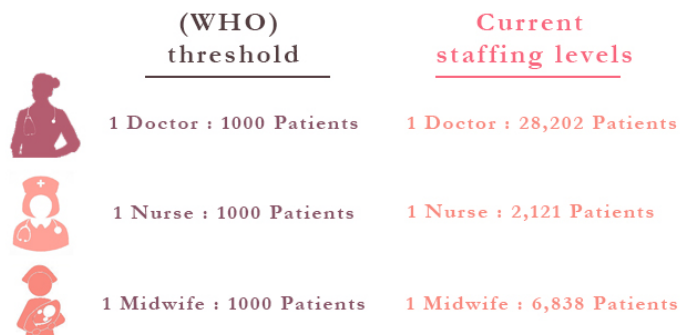 (WHO)
threshold
Current
staffing levels
1 Doctor : 1000 Patients
1 Doctor : 28,202 Patients
1 Nurse : 1000 Patients
1 Nurse : 2,121 Patients
1 Midwife : 1000 Patients
1 Midwife : 6,838 Patients